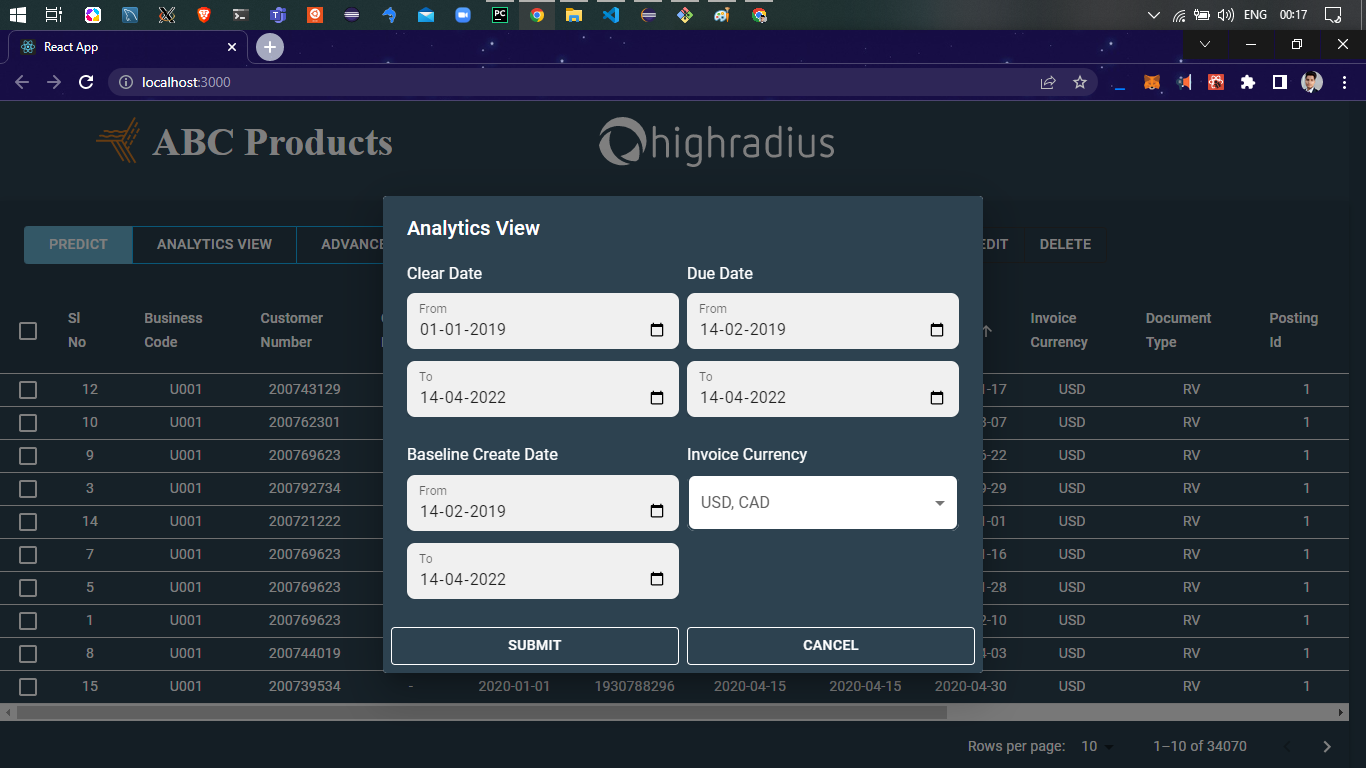 ENG 00:17
React App
localhost:3000
ABC Products
highradius
PREDICT ANALYTICS VIEW ADVANCE EDIT DELETE
Analytics View
Clear Date Due Date
From From
01-01-2019 14-02-2019
To To
14-04-2022 14-04-2022
Baseline Create Date Invoice Currency
From
14-02-2019 USD, CAD
To
14-04-2022
SUBMIT CANCEL
Sl No Business Code Customer Number Invoice Currency Document Type Posting Id
12 U001 200743129 1-17 USD RV 1
10 U001 200762301 -07 USD RV 1
9 U001 200769623 -22 USD RV 1
3 U001 200792734 -29 USD RV 1
14 U001 200721222 1-01 USD RV 1
7 U001 200769623 1-16 USD RV 1
5 U001 200769623 1-28 USD RV 1
1 U001 200769623 2-10 USD RV 1
8 U001 200744019 -03 USD RV 1
15 U001 200739534 - 2020-01-01 1930788296 2020-04-15 2020-04-15 2020-04-30 USD RV 1
Rows per page: 10 1–10 of 34070